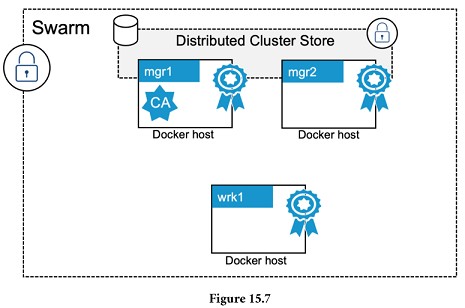 Swarm
Distributed Cluster Store
mgr1
mgr2
CA
Docker host
Docker host
wrk1
Docker host
Figure 15.7